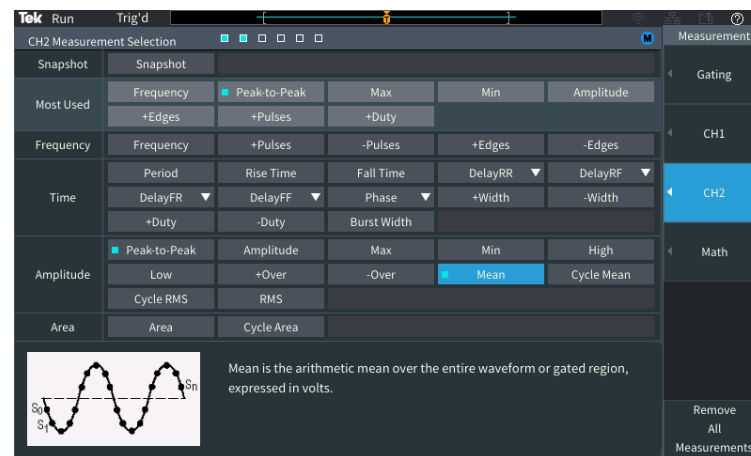 Tek Run Trig'd T
CH2 Measurement Selection M Measurement
Snapshot Snapshot
Gating
Most Used Frequency Peak-to-Peak Max Min Amplitude
+Edges +Pulses +Duty
CH1
Frequency Frequency +Pulses -Pulses +Edges -Edges
Time Period Rise Time Fall Time DelayRR DelayRF
DelayFR DelayFF Phase +Width -Width
CH2
+Duty -Duty Burst Width
Amplitude Peak-to-Peak Amplitude Max Min High
Math
Low +Over -Over Mean Cycle Mean
Cycle RMS RMS
Area Area Cycle Area
Mean is the arithmetic mean over the entire waveform or gated region,
expressed in volts.
S0
S1
Sn
Remove
All
Measurements